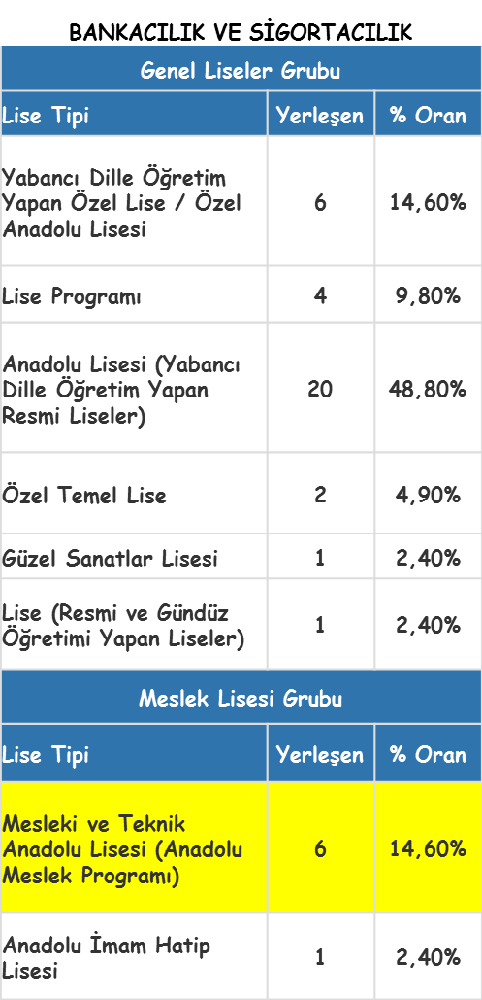 BANKACILIK VE SİGORTACILIK
Genel Liseler Grubu
Lise Tipi Yerleşen % Oran
Yabancı Dille Öğretim
Yapan Özel Lise / Özel 6 14,60%
Anadolu Lisesi
Lise Programı 4 9,80%
Anadolu Lisesi (Yabancı
Dille Öğretim Yapan 20 48,80%
Resmi Liseler)
Özel Temel Lise 2 4,90%
Güzel Sanatlar Lisesi 1 2,40%
Lise (Resmi ve Gündüz
Öğretimi Yapan Liseler) 1 2,40%
Meslek Lisesi Grubu
Lise Tipi Yerleşen % Oran
Mesleki ve Teknik
Anadolu Lisesi (Anadolu 6 14,60%
Meslek Programı)
Anadolu İmam Hatip
Lisesi 1 2,40%